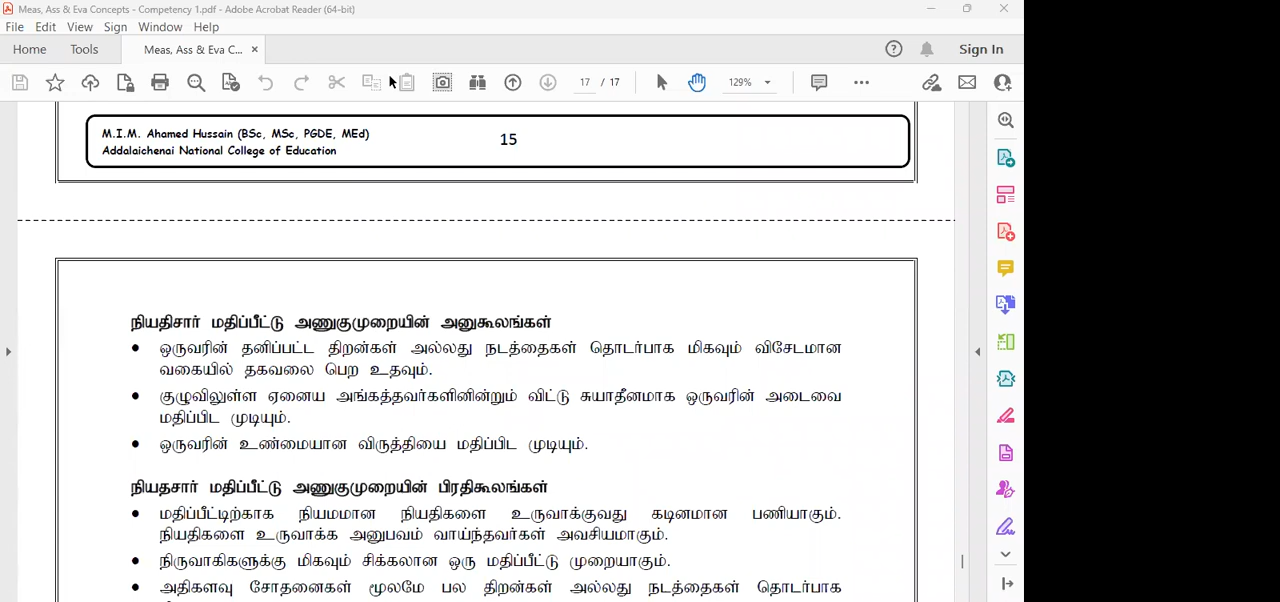 Meas, Ass & Eva Concepts - Competency 1.pdf - Adobe Acrobat Reader (64-bit)
File Edit View Sign Window Help
Home Tools Meas, Ass & Eva C... × Sign In
17 / 17 129%
M.I.M. Ahamed Hussain (BSc, MSc, PGDE, MEd)
Addalaichenai National College of Education
15
நியதிசார் மதிப்பீட்டு அணுகுமுறையின் அனுகூலங்கள்
● ஒருவரின் தனிப்பட்ட திறன்கள் அல்லது நடத்தைகள் தொடர்பாக மிகவும் விசேடமான
வகையில் தகவலை பெற உதவும்.
● குழுவிலுள்ள ஏனைய அங்கத்தவர்களினின்றும் விட்டு சுயாதீனமாக ஒருவரின் அடைவை
மதிப்பிட முடியும்.
● ஒருவரின் உண்மையான விருத்தியை மதிப்பிட முடியும்.
நியதசார் மதிப்பீட்டு அணுகுமுறையின் பிரதிகூலங்கள்
● மதிப்பீட்டிற்காக நியமமான நியதிகளை உருவாக்குவது கடினமான பணியாகும்.
நியதிகளை உருவாக்க அனுபவம் வாய்ந்தவர்கள் அவசியமாகும்.
● நிருவாகிகளுக்கு மிகவும் சிக்கலான ஒரு மதிப்பீட்டு முறையாகும்.
● அதிகளவு சோதனைகள் மூலமே பல திறன்கள் அல்லது நடத்தைகள் தொடர்பாக